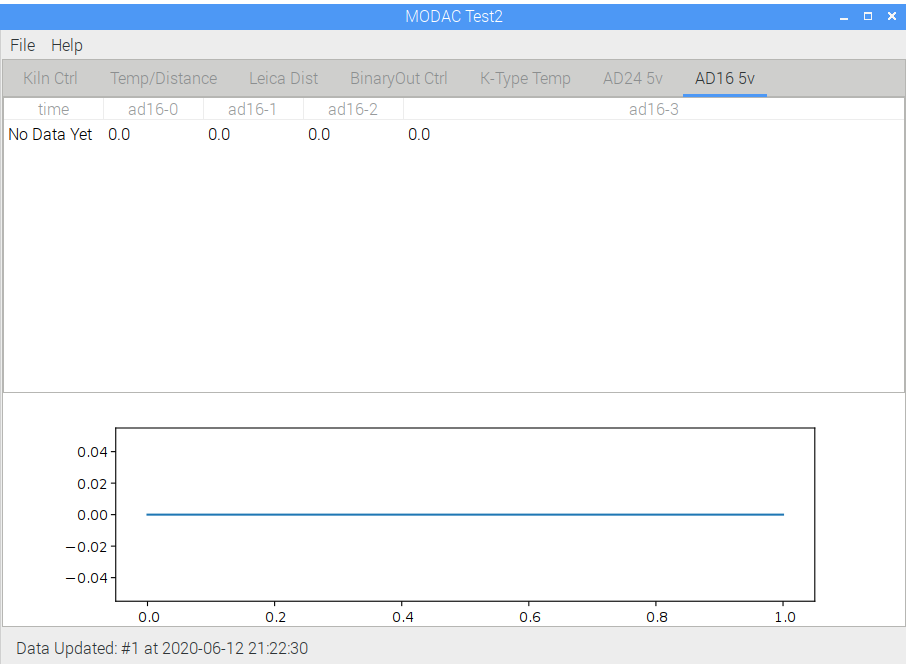 MODAC Test2
File Help
Kiln Ctrl Temp/Distance Leica Dist BinaryOut Ctrl K-Type Temp AD24 5v AD16 5v
time ad16-0 ad16-1 ad16-2 ad16-3
No Data Yet 0.0 0.0 0.0 0.0
0.04
0.02
0.00
−0.02
−0.04
0.0 0.2 0.4 0.6 0.8 1.0
Data Updated: #1 at 2020-06-12 21:22:30